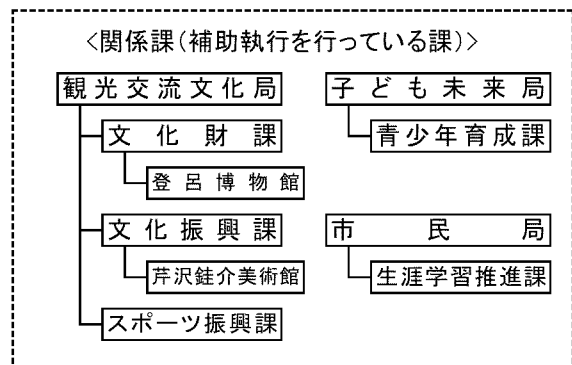 <関係課(補助執行を行っている課)>
観光交流文化局
文化財課
登呂博物館
文化振興課
芹沢銈介美術館
スポーツ振興課
子ども未来局
青少年育成課
市民局
生涯学習推進課